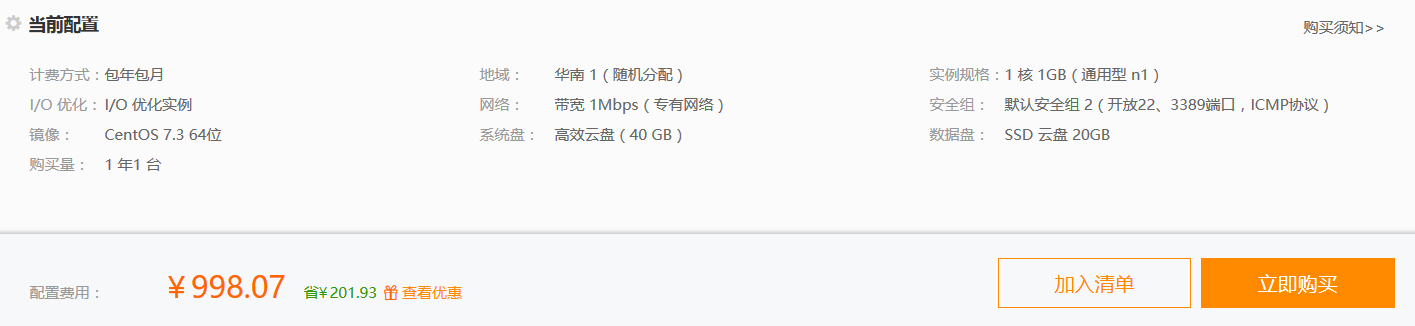 当前配置
购买须知>>
计费方式：包年包月 地域： 华南 1（随机分配） 实例规格：1 核 1GB（通用型 n1）
I/O 优化：I/O 优化实例 网络： 带宽 1Mbps（专有网络） 安全组： 默认安全组 2（开放22、3389端口，ICMP协议）
镜像： CentOS 7.3 64位 系统盘： 高效云盘（40 GB） 数据盘： SSD 云盘 20GB
购买量： 1 年1 台
配置费用： ¥998.07 省¥201.93 查看优惠 加入清单 立即购买